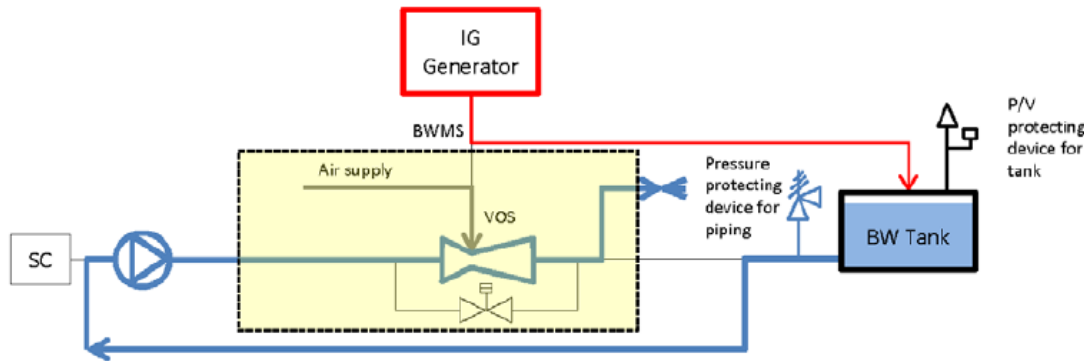 IG
Generator
BWMS
Air supply
VOS
SC
Pressure
protecting
device for
piping
P/V
protecting
device for
tank
BW Tank